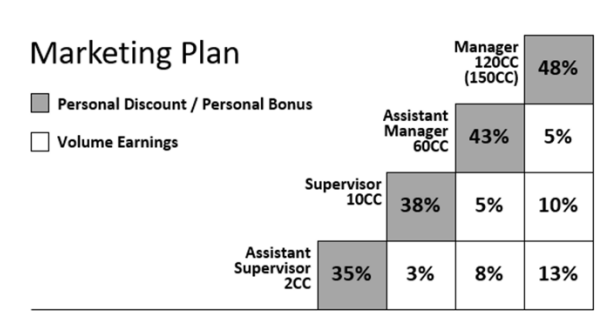 Marketing Plan
Personal Discount / Personal Bonus
Volume Earnings
Manager
120CC
(150CC)
48%
Assistant
Manager
60CC
43% 5%
Supervisor
10CC
38% 5% 10%
Assistant
Supervisor
2CC
35% 3% 8% 13%